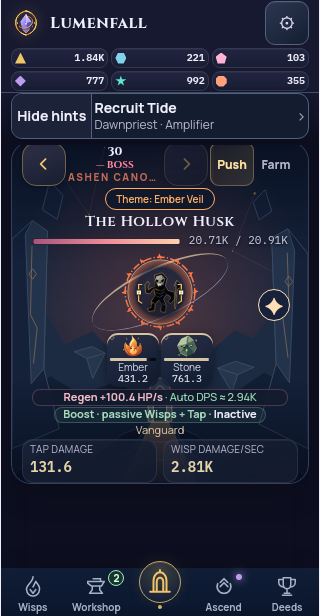 LUMENFALL
1.84K
221
103
777
992
355
Hide hints
Recruit Tide
Dawnpriest · Amplifier
30
— BOSS
ASHEN CANO...
Push
Farm
Theme: Ember Veil
THE HOLLOW HUSK
20.71K / 20.91K
Ember
431.2
Stone
761.3
Regen +100.4 HP/s · Auto DPS ≈ 2.94K
Boost · passive Wisps + Tap · Inactive
Vanguard
TAP DAMAGE
131.6
WISP DAMAGE/SEC
2.81K
Wisps
2
Workshop
Ascend
Deeds